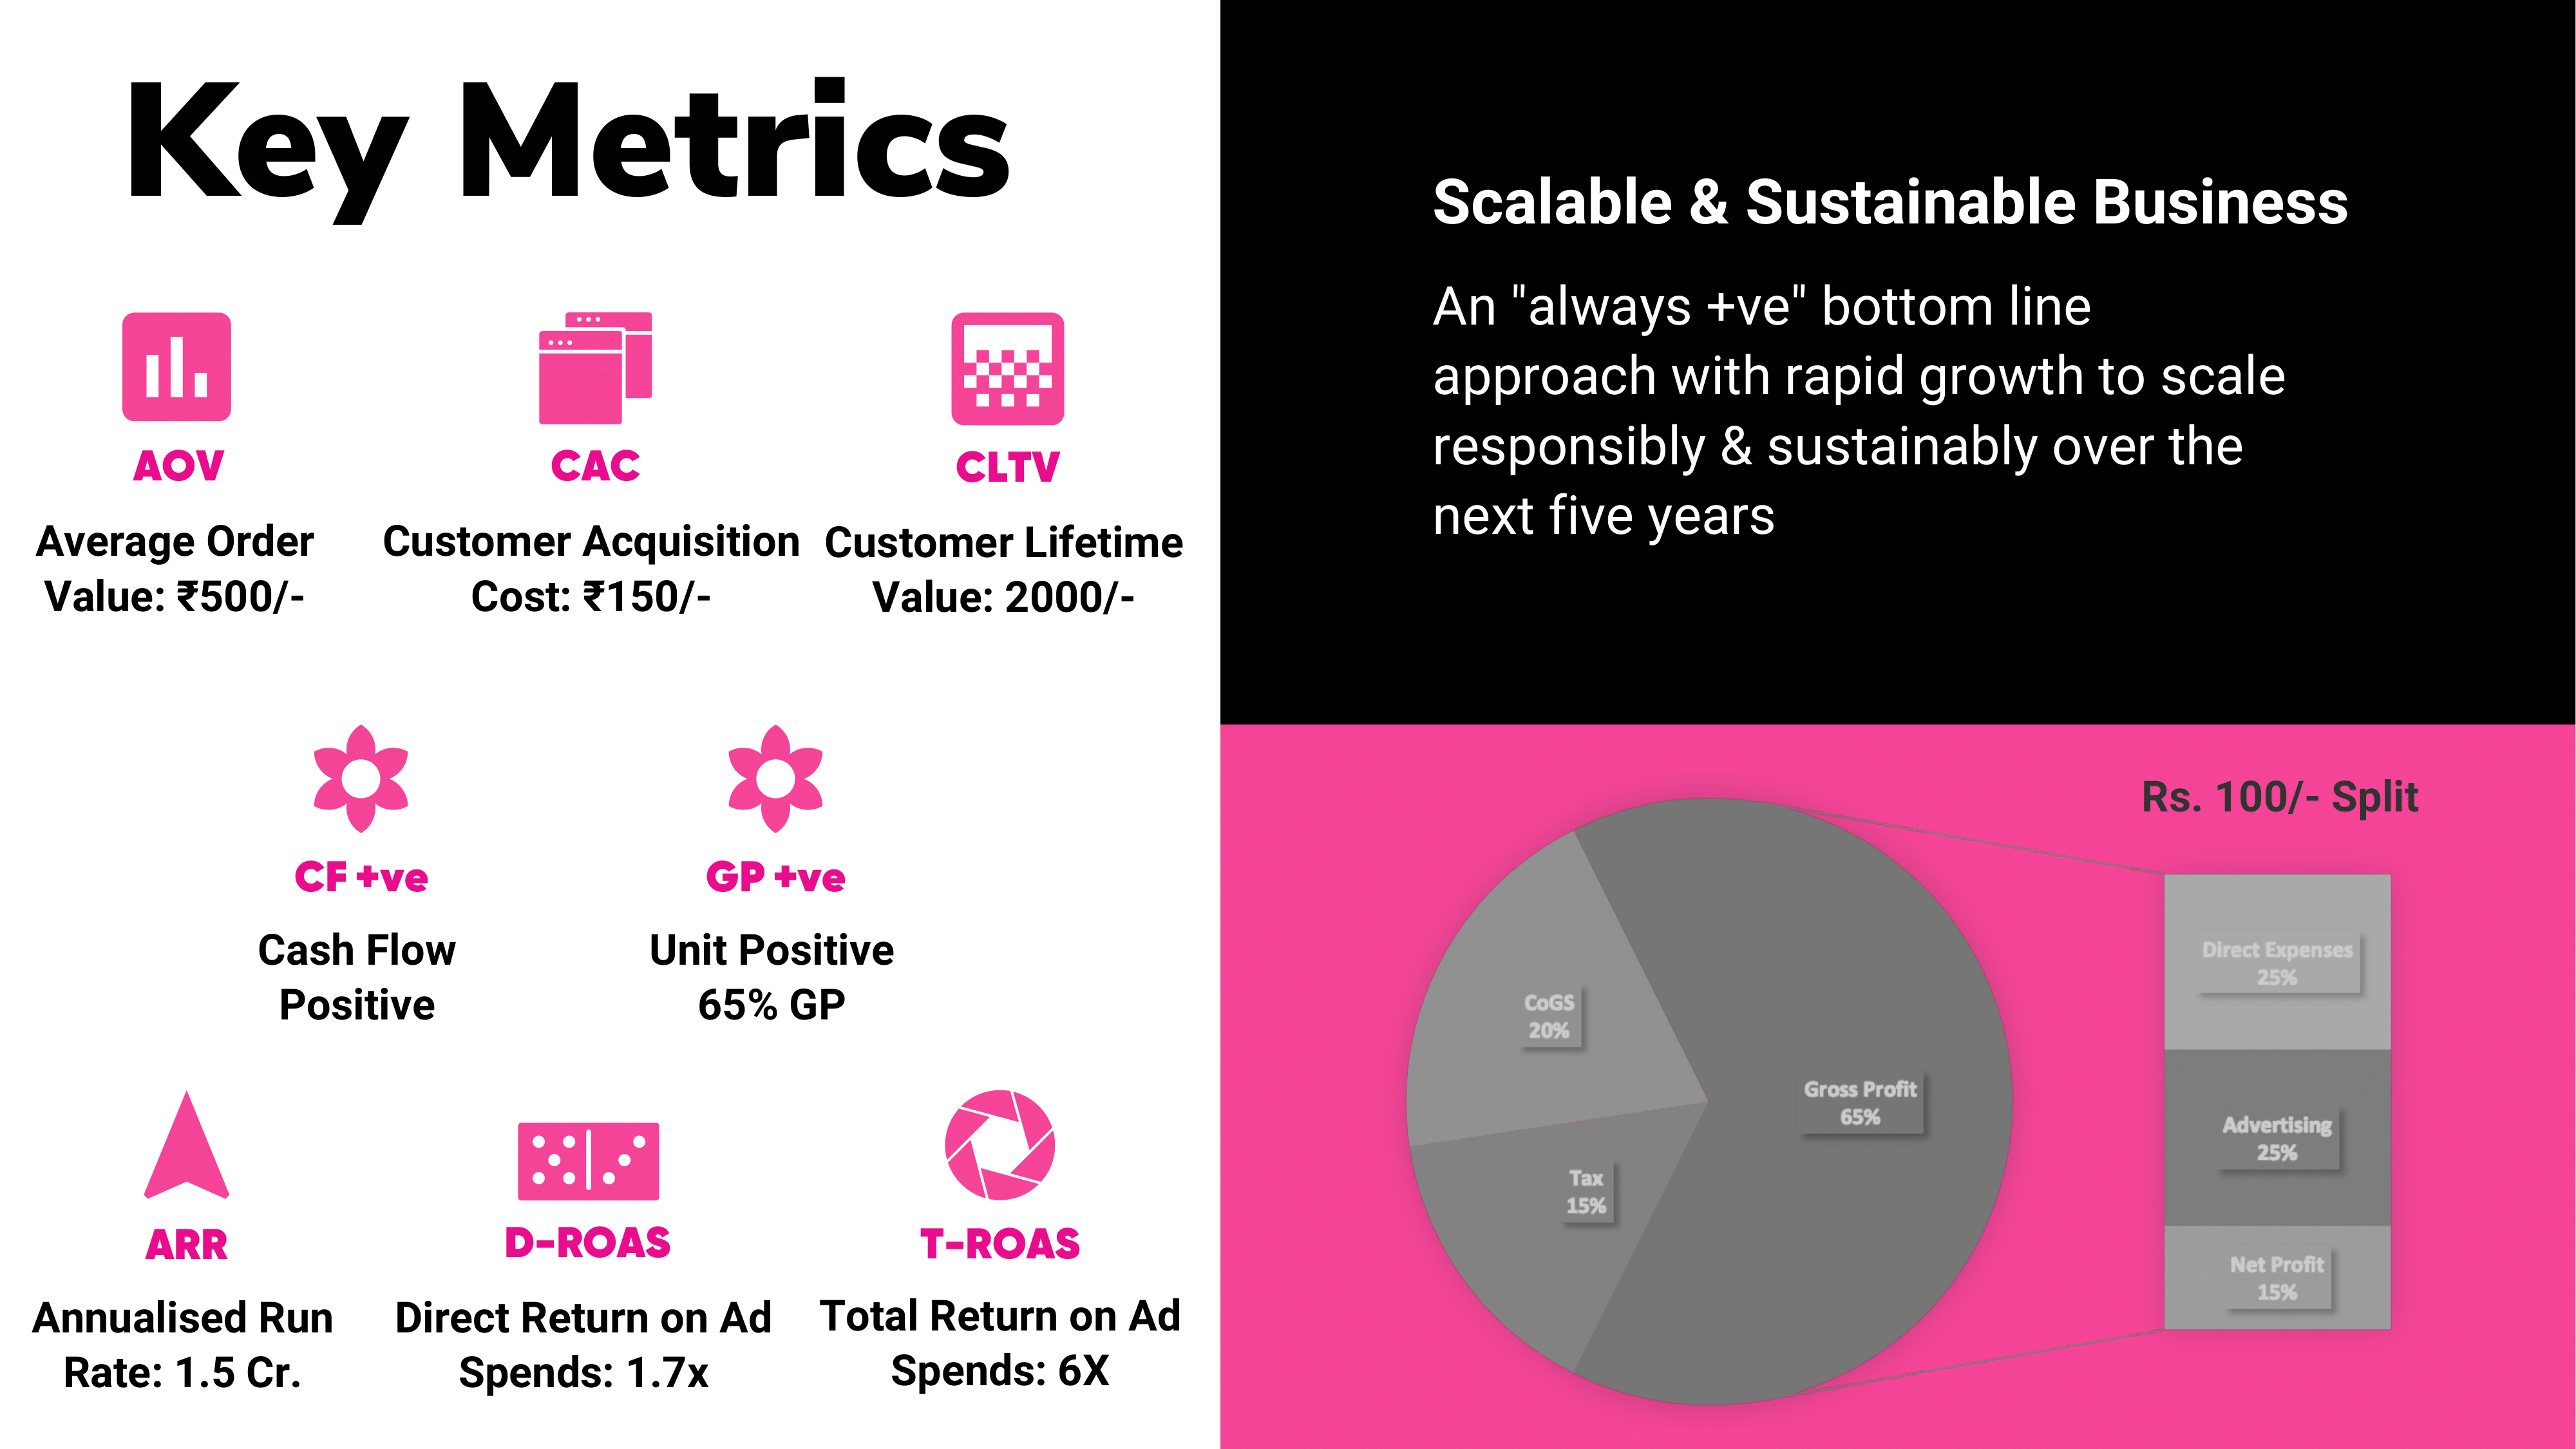 Key Metrics
AOV
Average Order
Value: ₹500/-
CAC
Customer Acquisition
Cost: ₹150/-
CLTV
Customer Lifetime
Value: 2000/-
CF +ve
Cash Flow
Positive
GP +ve
Unit Positive
65% GP
ARR
Annualised Run
Rate: 1.5 Cr.
D-ROAS
Direct Return on Ad
Spends: 1.7x
T-ROAS
Total Return on Ad
Spends: 6X
Scalable & Sustainable Business
An "always +ve" bottom line
approach with rapid growth to scale
responsibly & sustainably over the
next five years
Rs. 100/- Split
CoGS
20%
Tax
15%
Gross Profit
65%
Direct Expenses
25%
Advertising
25%
Net Profit
15%